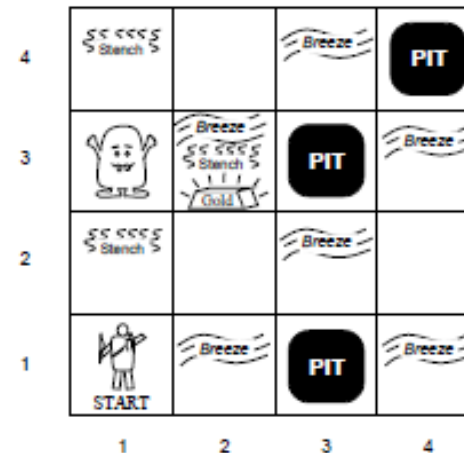 4 Stench Breeze PIT
3 Breeze PIT Breeze
Stench
Gold
2 Stench Breeze
1 Breeze PIT Breeze
START
1 2 3 4